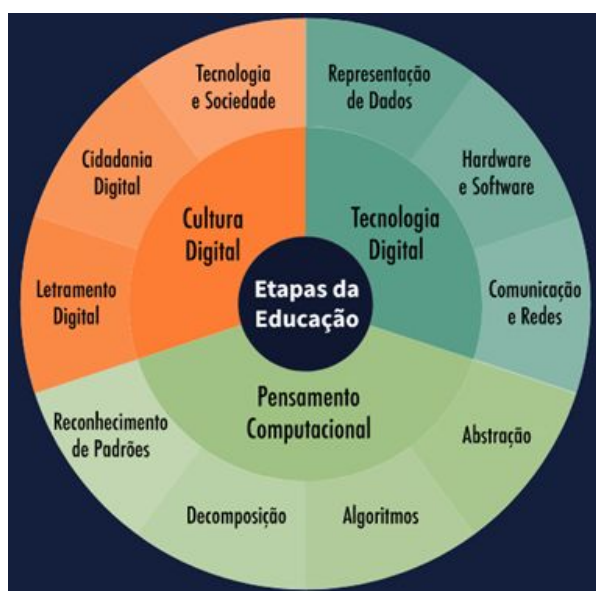 Tecnologia
e Sociedade
Representação
de Dados
Cidadania
Digital
Hardware
e Software
Cultura
Digital
Tecnologia
Digital
Letramento
Digital
Etapas da
Educação
Comunicação
e Redes
Pensamento
Computacional
Reconhecimento
de Padrões
Abstração
Decomposição
Algoritmos